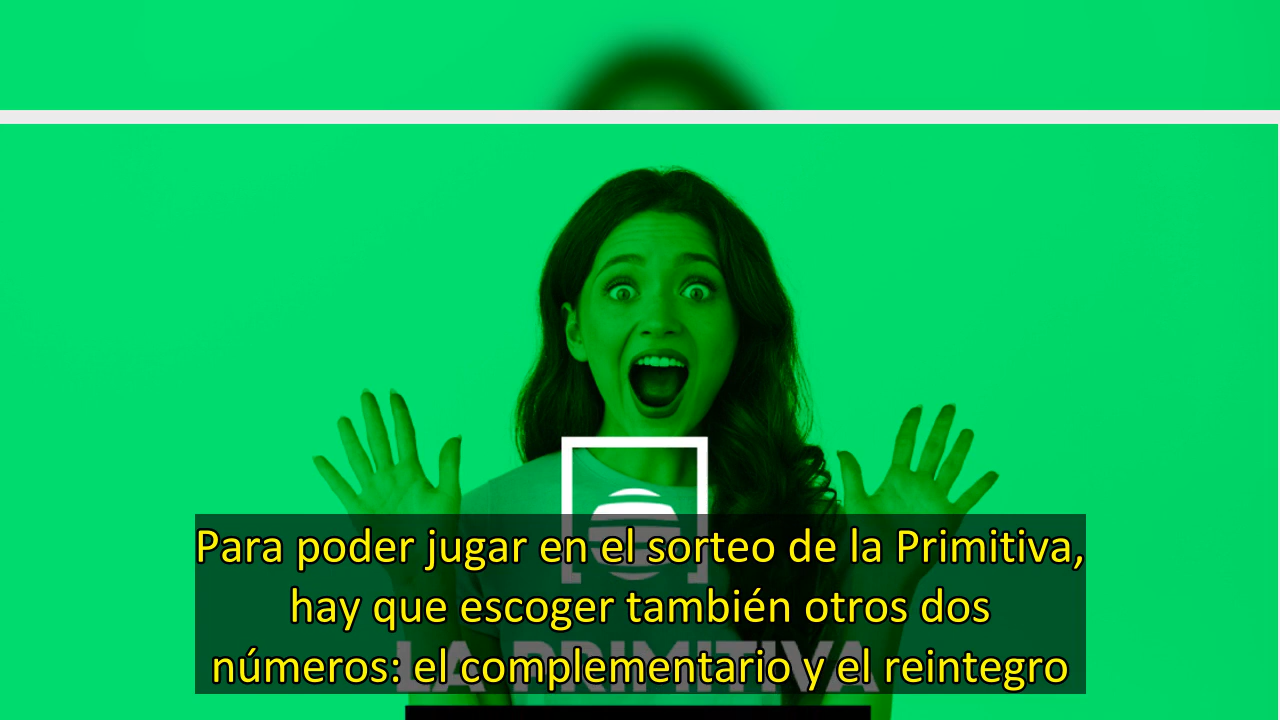 Para poder jugar en el sorteo de la Primitiva,
hay que escoger también otros dos
números: el complementario y el reintegro
LA PRIMITIVA